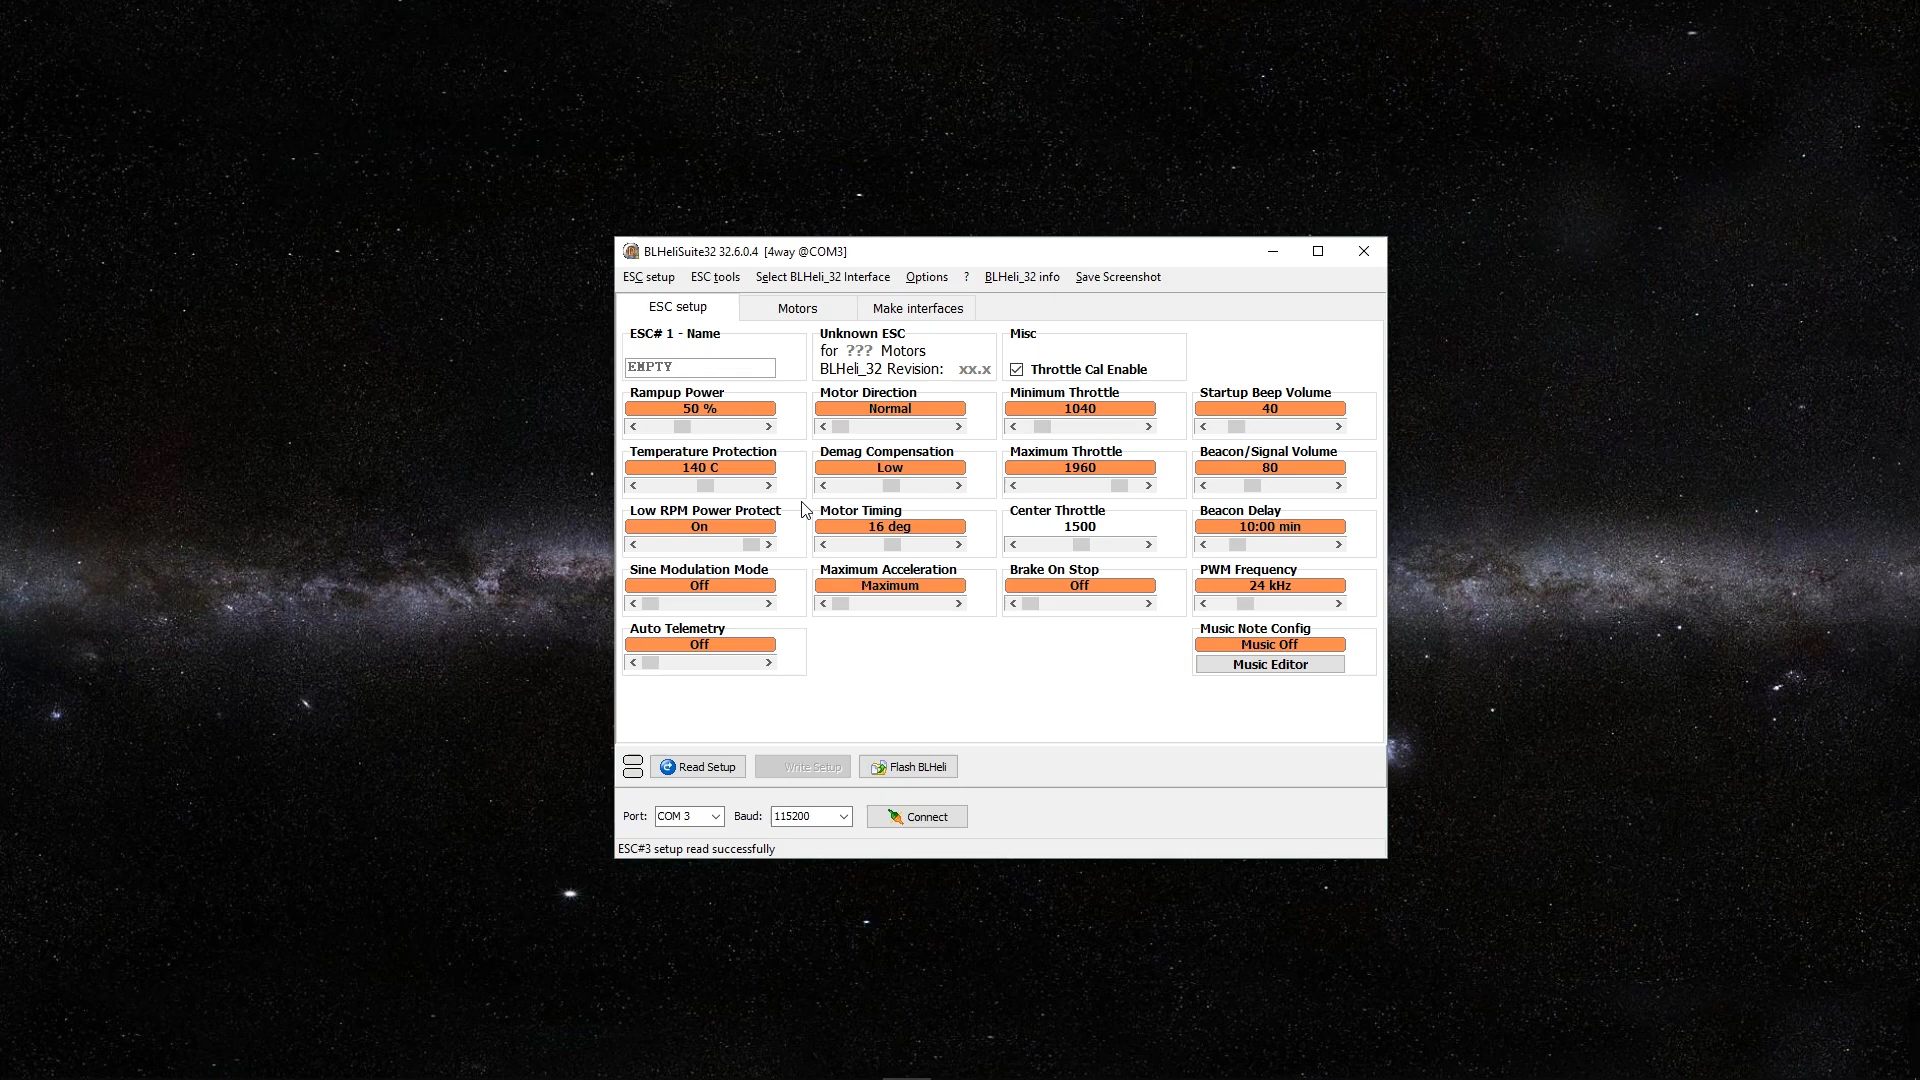 BLHeliSuite32 32.6.0.4 [4way @COM3]
ESC setup ESC tools Select BLHeli_32 Interface Options ? BLHeli_32 info Save Screenshot
ESC setup Motors Make interfaces
ESC# 1 - Name
EMPTY
Unknown ESC
for ??? Motors
BLHeli_32 Revision: xx.x
Misc
Throttle Cal Enable
Rampup Power
50 %
Motor Direction
Normal
Minimum Throttle
1040
Startup Beep Volume
40
Temperature Protection
140 C
Demag Compensation
Low
Maximum Throttle
1960
Beacon/Signal Volume
80
Low RPM Power Protect
On
Motor Timing
16 deg
Center Throttle
1500
Beacon Delay
10:00 min
Sine Modulation Mode
Off
Maximum Acceleration
Maximum
Brake On Stop
Off
PWM Frequency
24 kHz
Auto Telemetry
Off
Music Note Config
Music Off
Music Editor
Read Setup Write Setup Flash BLHeli
Port: COM 3 Baud: 115200 Connect
ESC#3 setup read successfully